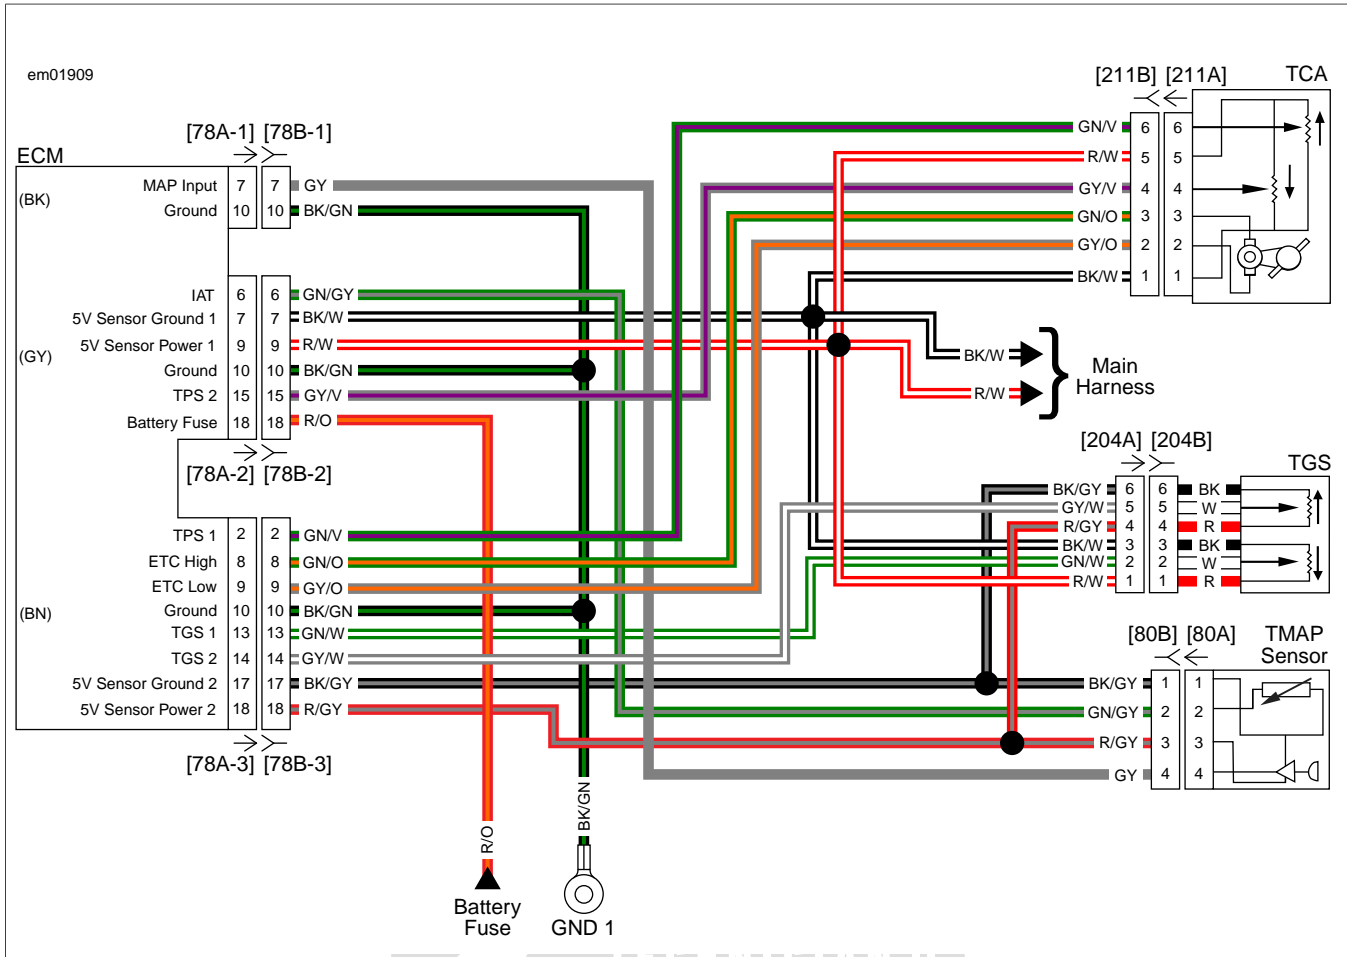 em01909
[211B] [211A] TCA
[78A-1] [78B-1]
ECM
(BK)
MAP Input 7 7 GY
Ground 10 10 BK/GN
GN/V 6 6
R/W 5 5
GY/V 4 4
GN/O 3 3
GY/O 2 2
BK/W 1 1
(GY)
IAT 6 6 GN/GY
5V Sensor Ground 1 7 7 BK/W
5V Sensor Power 1 9 9 R/W
Ground 10 10 BK/GN
TPS 2 15 15 GY/V
Battery Fuse 18 18 R/O
[78A-2] [78B-2]
BK/W
R/W
Main
Harness
[204A] [204B]
TGS
BK/GY 6 6 BK
GY/W 5 5 W
R/GY 4 4 R
BK/W 3 3 BK
GN/W 2 2 W
R/W 1 1 R
(BN)
TPS 1 2 2 GN/V
ETC High 8 8 GN/O
ETC Low 9 9 GY/O
Ground 10 10 BK/GN
TGS 1 13 13 GN/W
TGS 2 14 14 GY/W
5V Sensor Ground 2 17 17 BK/GY
5V Sensor Power 2 18 18 R/GY
[78A-3] [78B-3]
[80B] [80A] TMAP
Sensor
BK/GY 1 1
GN/GY 2 2
R/GY 3 3
GY 4 4
R/O
BK/GN
Battery
Fuse
GND 1